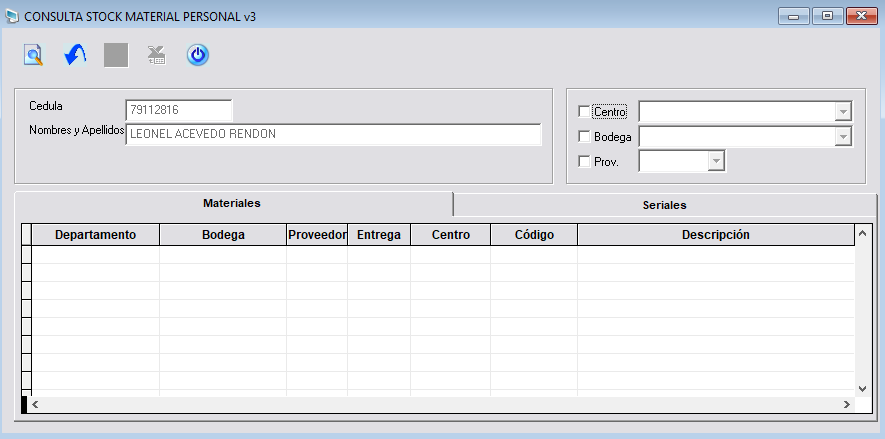 CONSULTA STOCK MATERIAL PERSONAL v3
Cedula 79112816
Nombres y Apellidos LEONEL ACEVEDO RENDON
Centro
Bodega
Prov.
Materiales Seriales
Departamento Bodega Proveedor Entrega Centro Código Descripción